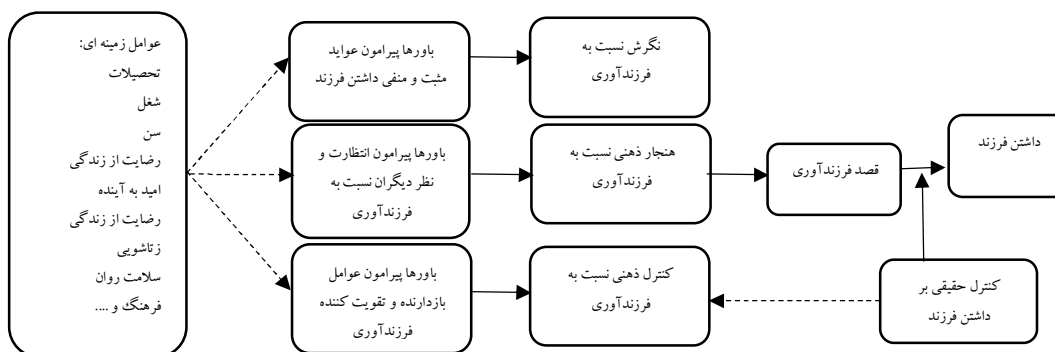 عوامل زمینه ای:
تحصیلات
شغل
سن
رضایت از زندگی
امید به آینده
رضایت از زندگی
زتاشویی
سلامت روان
فرهنگ و ....
باورها پیرامون عواید
مثبت و منفی داشتن فرزند
باورها پیرامون انتظارت و
نظر دیگران نسبت به
فرزندآوری
باورها پیرامون عوامل
بازدارنده و تقویت کننده
فرزندآوری
نگرش نسبت به
فرزندآوری
هنجار ذهنی نسبت به
فرزندآوری
کنترل ذهنی نسبت به
فرزندآوری
قصد فرزندآوری
داشتن فرزند
کنترل حقیقی بر
داشتن فرزند